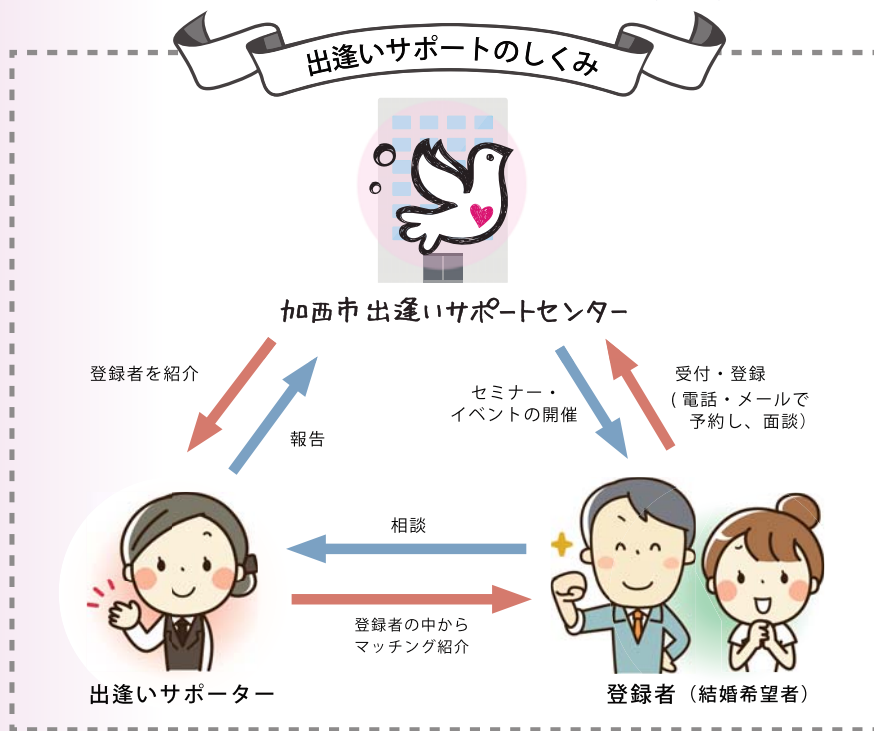 出逢いサポートのしくみ
加西市 出逢いサポートセンター
登録者を紹介
報告
セミナー・
イベントの開催
受付・登録
(電話・メールで
予約し、面談)
相談
登録者の中から
マッチング紹介
出逢いサポーター
登録者（結婚希望者）